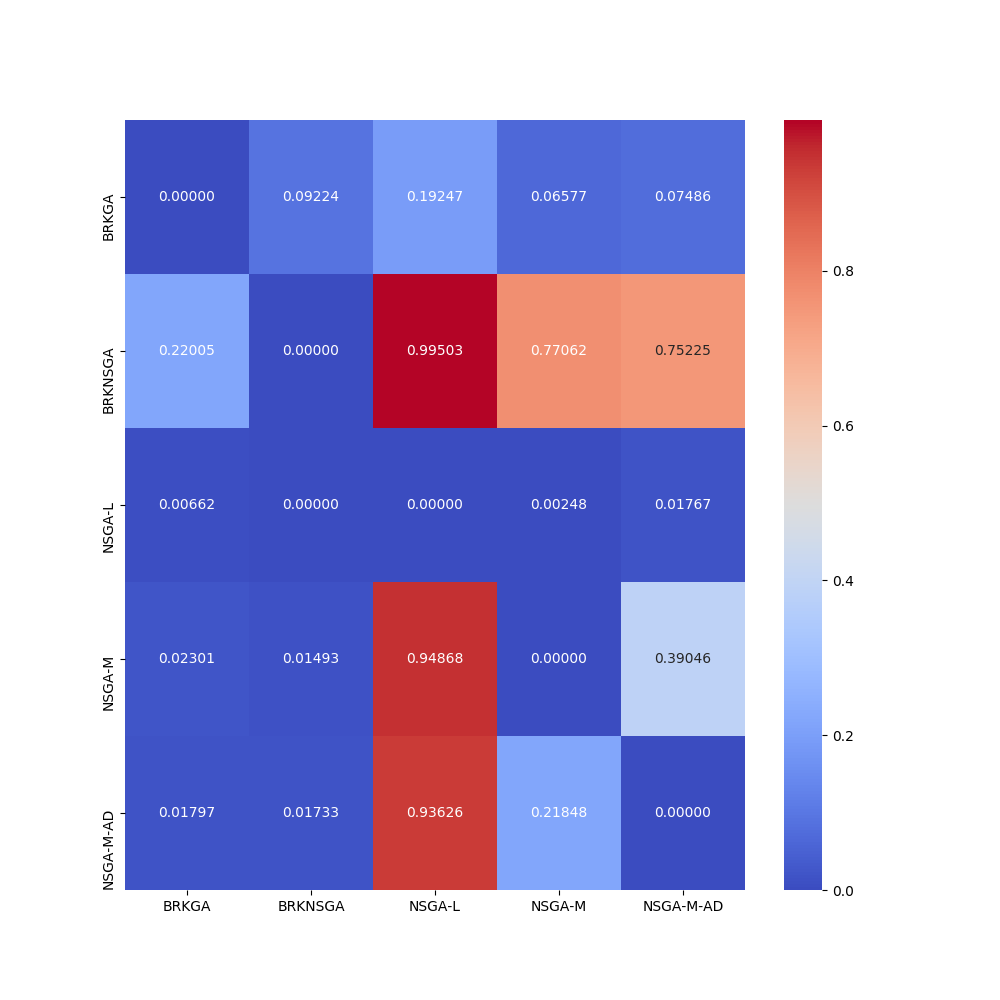 BRKGA 0.00000 0.09224 0.19247 0.06577 0.07486
0.8
BRKNSGA 0.22005 0.00000 0.99503 0.77062 0.75225
0.6
NSGA-L 0.00662 0.00000 0.00000 0.00248 0.01767
0.4
NSGA-M 0.02301 0.01493 0.94868 0.00000 0.39046
0.2
NSGA-M-AD 0.01797 0.01733 0.93626 0.21848 0.00000
0.0
BRKGA BRKNSGA NSGA-L NSGA-M NSGA-M-AD